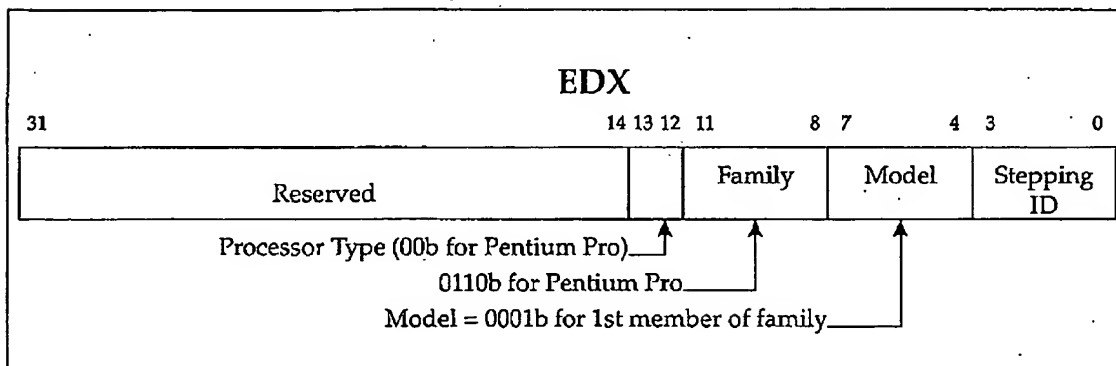 EDX
31 14 13 12 11 8 7 4 3 0
Reserved Family Model Stepping
ID
Processor Type (00b for Pentium Pro)
0110b for Pentium Pro
Model = 0001b for 1st member of family